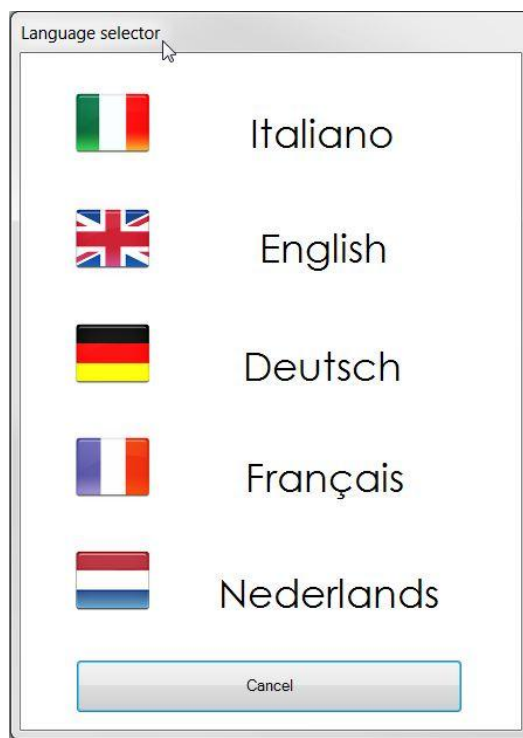 Language selector
Italiano
English
Deutsch
Français
Nederlands
Cancel